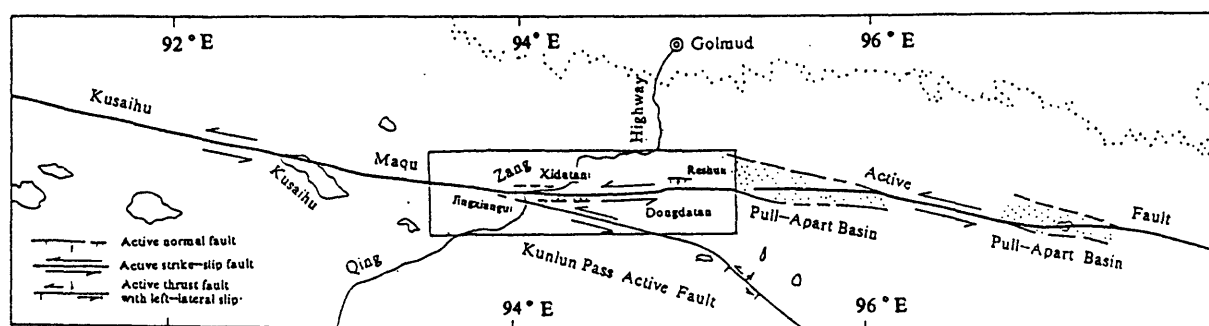 92° E
94° E
96° E
Golmud
Highway
Kusaihu
Kusaihu
Maqu
Zang
Xidatan
Reshui
Active
Fault
Jingxiangu
Dongdatan
Pull-Apart Basin
Pull-Apart Basin
Kunlun Pass Active Fault
Qing
Active normal fault
Active strike-slip fault
Active thrust fault
with left-lateral slip
94° E
96° E